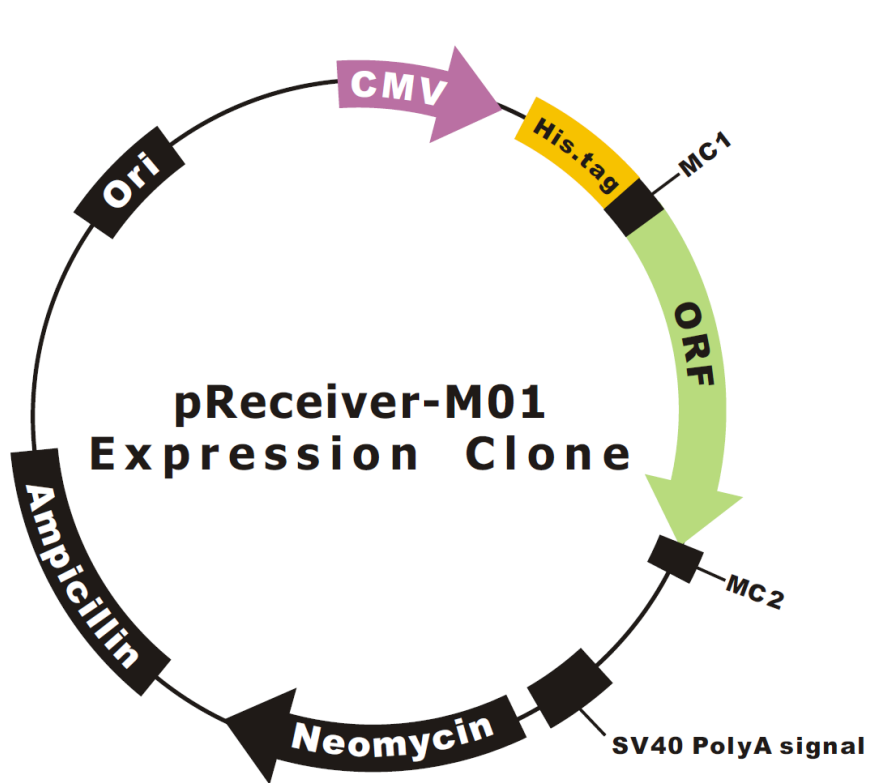 CMV
His.tag
MC1
ORF
MC2
SV40 PolyA signal
Neomycin
Ampicillin
Ori
pReceiver-M01
Expression Clone